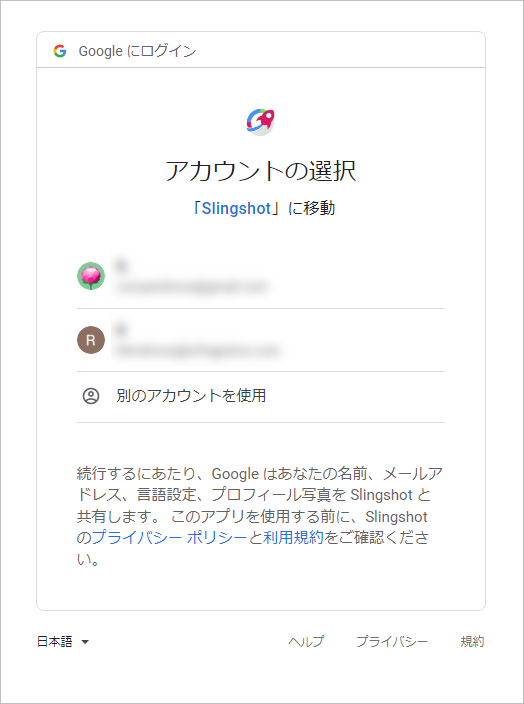 Google にログイン
アカウントの選択
「Slingshot」に移動
R
別のアカウントを使用
続行するにあたり、Google はあなたの名前、メールア
ドレス、言語設定、プロフィール写真を Slingshot と
共有します。 このアプリを使用する前に、Slingshot
のプライバシー ポリシーと利用規約をご確認くださ
い。
日本語
ヘルプ
プライバシー
規約